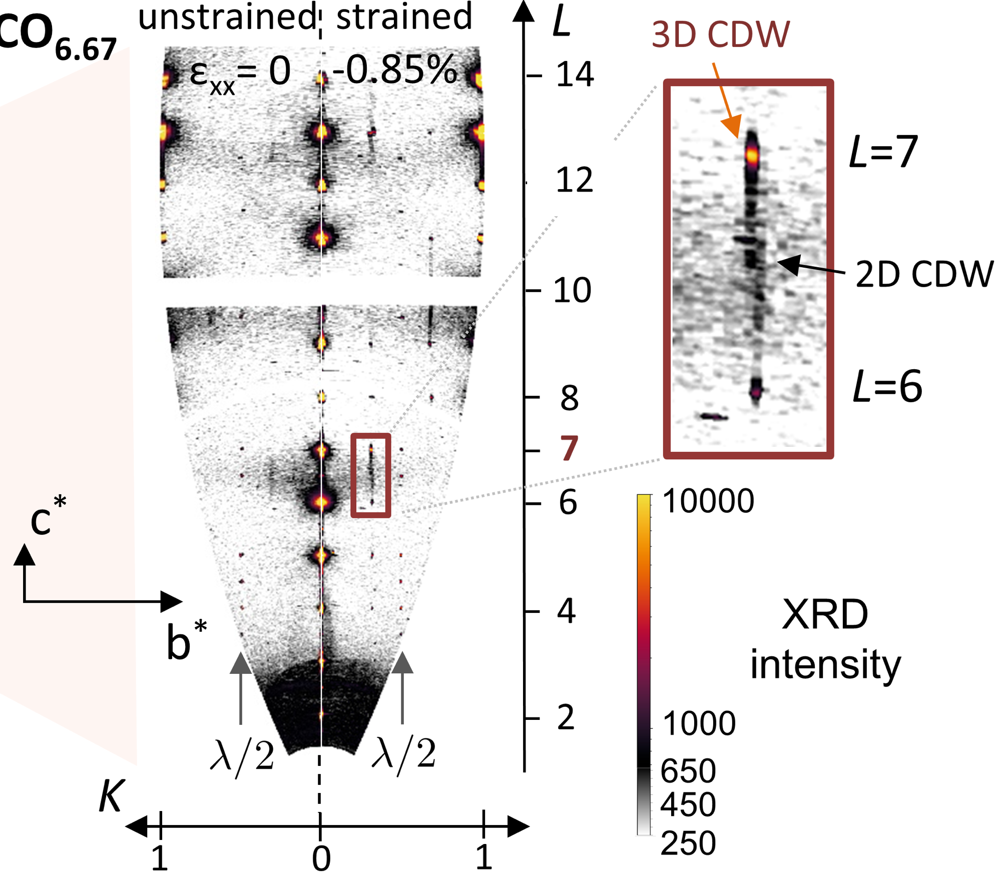 unstrained strained
CO6.67
εxx= 0 -0.85%
L
14
12
10
8
7
6
4
2
3D CDW
L=7
2D CDW
L=6
c*
b*
λ/2 λ/2
K
1 0 1
10000
1000
650
450
250
XRD
intensity